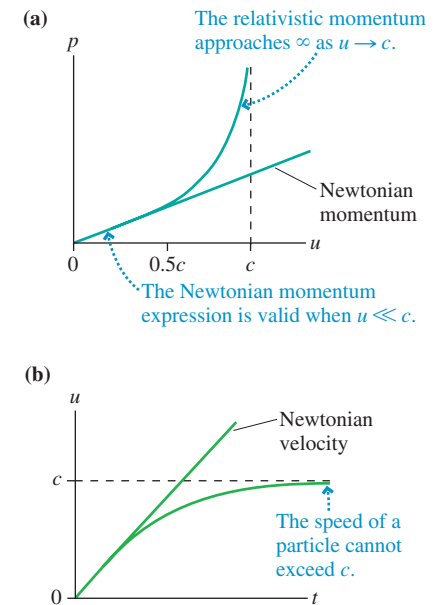 (a)
The relativistic momentum
approaches ∞ as u → c.
p
Newtonian
momentum
u
0
0.5c
c
The Newtonian momentum
expression is valid when u ≪ c.
(b)
u
Newtonian
velocity
c
The speed of a
particle cannot
exceed c.
0
t